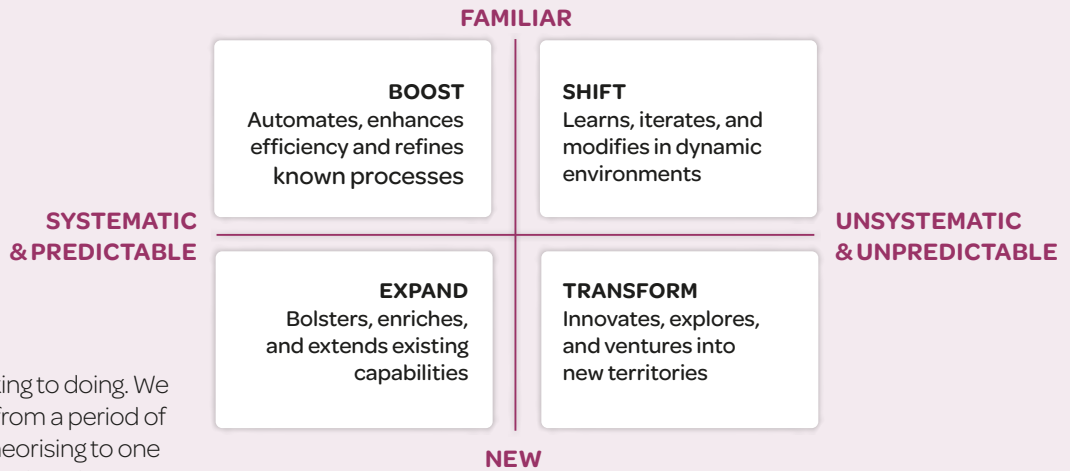 FAMILIAR
BOOST
Automates, enhances
efficiency and refines
known processes
SHIFT
Learns, iterates, and
modifies in dynamic
environments
SYSTEMATIC
& PREDICTABLE
UNSYSTEMATIC
& UNPREDICTABLE
EXPAND
Bolsters, enriches,
and extends existing
capabilities
TRANSFORM
Innovates, explores,
and ventures into
new territories
to doing. We
from a period of
to one
NEW